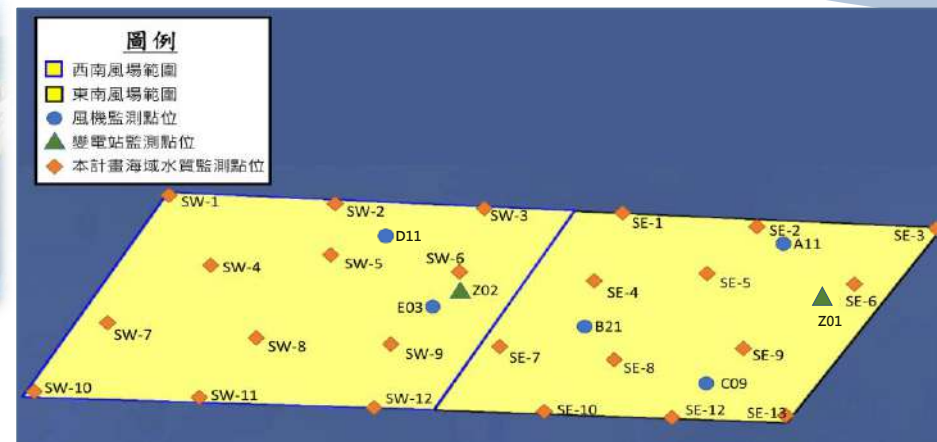 圖例
西南風場範圍
東南風場範圍
風機監測點位
變電站監測點位
本計畫海域水質監測點位
SW-1
SW-2
SW-3
SE-1
SE-2
SE-3
D11
A11
SW-4
SW-5
SW-6
SE-4
SE-5
SE-6
Z02
Z01
E03
B21
SW-7
SW-8
SW-9
SE-7
SE-8
SE-9
C09
SW-10
SW-11
SW-12
SE-10
SE-12
SE-13